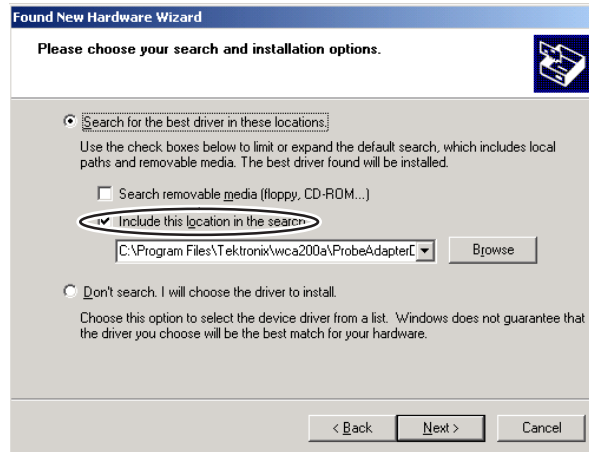 Found New Hardware Wizard
Please choose your search and installation options.
Search for the best driver in these locations.
Use the check boxes below to limit or expand the default search, which includes local
paths and removable media. The best driver found will be installed.
Search removable media (floppy, CD-ROM...)
Include this location in the search:
C:\Program Files\Tektronix\wca200a\ProbeAdapterD
Browse
Don't search. I will choose the driver to install.
Choose this option to select the device driver from a list. Windows does not guarantee that
the driver you choose will be the best match for your hardware.
< Back
Next >
Cancel